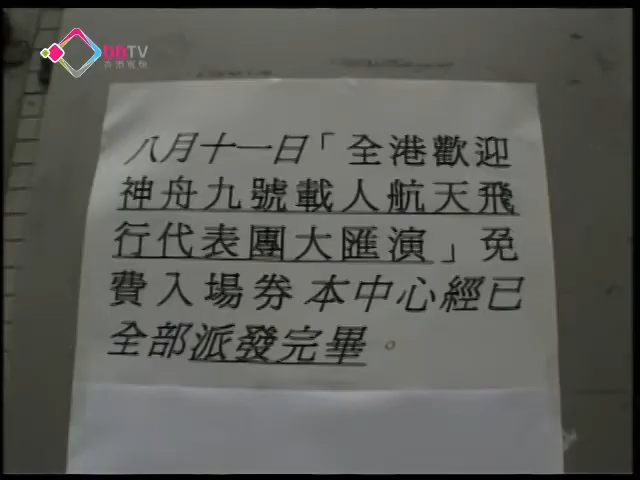 DBTV
八月十一日「全港歡迎
神舟九號載人航天飛
行代表團大匯演」免
費入場券本中心經已
全部派發完畢。